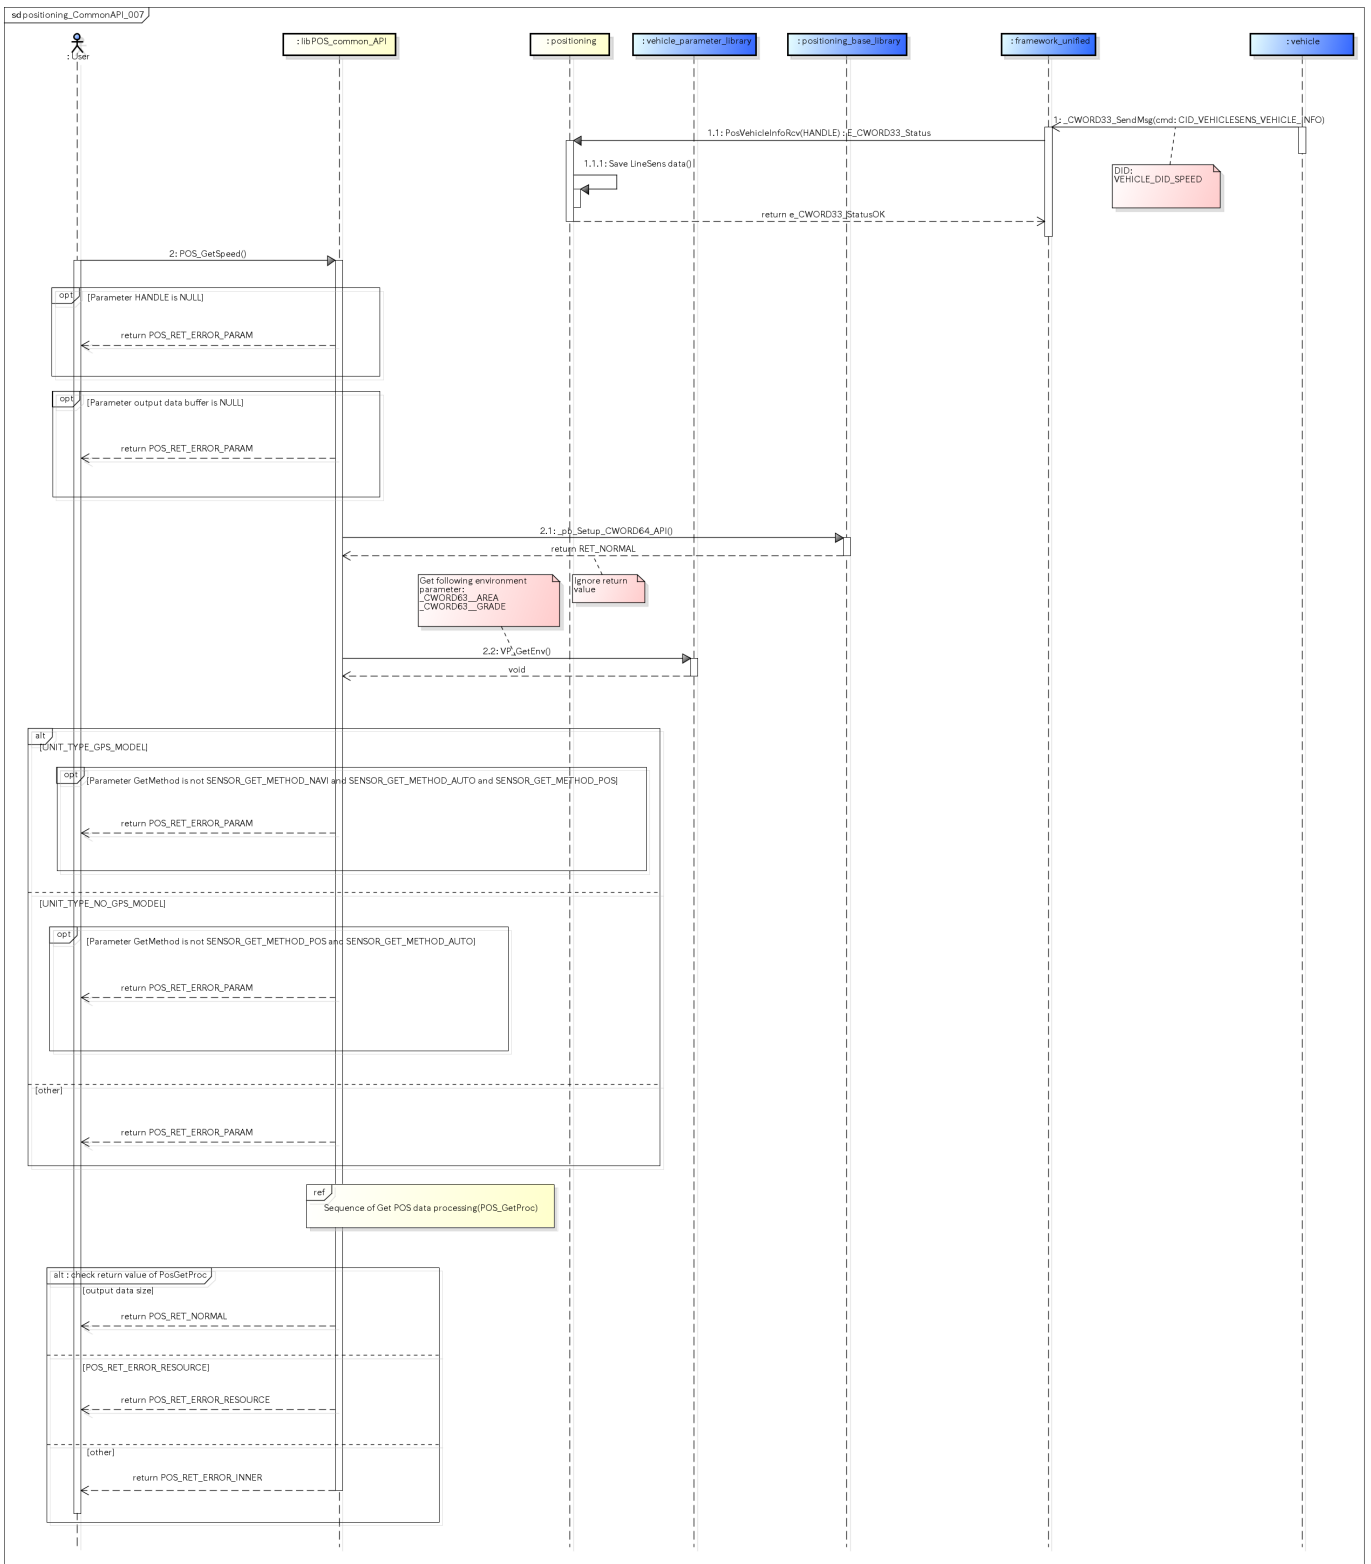 sd positioning_CommonAPI_007
: User
: libPOS_common_API
: positioning
: vehicle_parameter_library
: positioning_base_library
: framework_unified
: vehicle
1: _CWORD33_SendMsg(cmd: CID_VEHICLESENS_VEHICLE_INFO)
1.1: PosVehicleInfoRcv(HANDLE) : E_CWORD33_Status
1.1.1: Save LineSens data()
DID:
VEHICLE_DID_SPEED
return e_CWORD33_StatusOK
2: POS_GetSpeed()
opt
[Parameter HANDLE is NULL]
return POS_RET_ERROR_PARAM
opt
[Parameter output data buffer is NULL]
return POS_RET_ERROR_PARAM
2.1: _pb_Setup_CWORD64_API()
return RET_NORMAL
Get following environment
parameter:
_CWORD63__AREA
_CWORD63__GRADE
Ignore return
value
2.2: VP_GetEnv()
void
alt
[UNIT_TYPE_GPS_MODEL]
opt
[Parameter GetMethod is not SENSOR_GET_METHOD_NAVI and SENSOR_GET_METHOD_AUTO and SENSOR_GET_METHOD_POS]
return POS_RET_ERROR_PARAM
[UNIT_TYPE_NO_GPS_MODEL]
opt
[Parameter GetMethod is not SENSOR_GET_METHOD_POS and SENSOR_GET_METHOD_AUTO]
return POS_RET_ERROR_PARAM
[other]
return POS_RET_ERROR_PARAM
ref
Sequence of Get POS data processing(POS_GetProc)
alt : check return value of PosGetProc
[output data size]
return POS_RET_NORMAL
[POS_RET_ERROR_RESOURCE]
return POS_RET_ERROR_RESOURCE
[other]
return POS_RET_ERROR_INNER